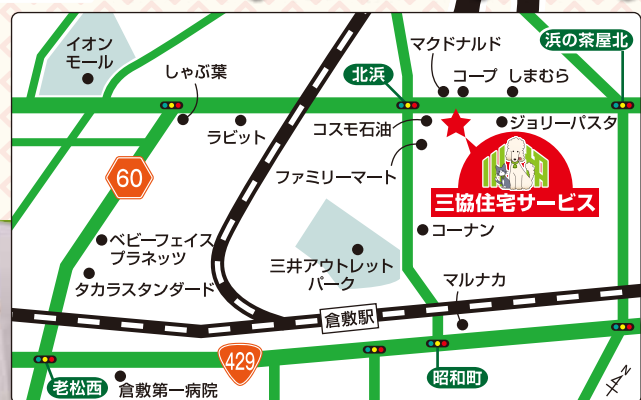 イオン
モール
しゃぶ葉
ラビット
北浜
マクドナルド
コープ
しまむら
浜の茶屋北
コスモ石油
ジョリーパスタ
ファミリーマート
三協住宅サービス
60
ベビーフェイス
プラネッツ
タカラスタンダード
三井アウトレット
パーク
コーナン
マルナカ
倉敷駅
429
老松西
倉敷第一病院
昭和町
N